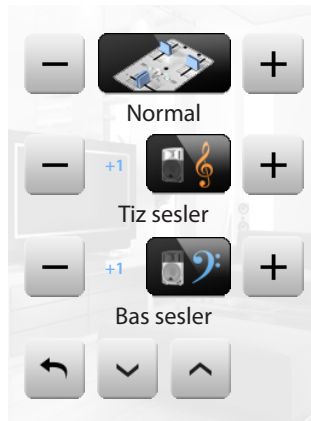 Normal
+1
Tiz sesler
+1
Bas sesler